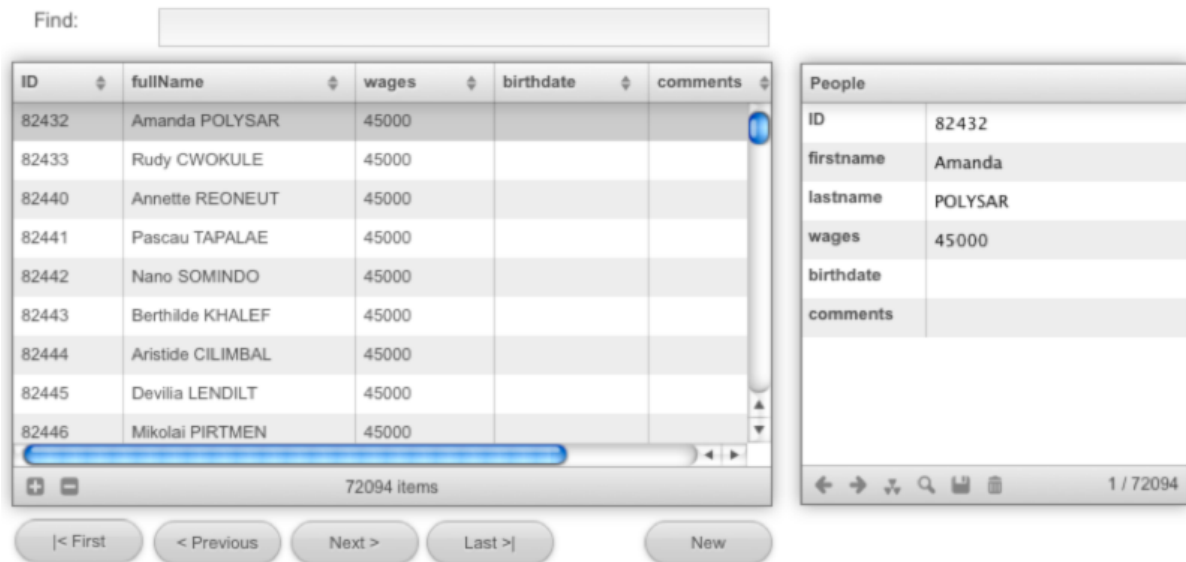 Find:
ID fullName wages birthdate comments
82432 Amanda POLYSAR 45000
82433 Rudy CWOKULE 45000
82440 Annette REONEUT 45000
82441 Pascau TAPALAE 45000
82442 Nano SOMINDO 45000
82443 Berthilde KHALEF 45000
82444 Aristide CILIMBAL 45000
82445 Devilia LENDILT 45000
82446 Mikolai PIRTMEN 45000
72094 items
|< First < Previous Next > Last >| New
People
ID 82432
firstname Amanda
lastname POLYSAR
wages 45000
birthdate
comments
1 / 72094